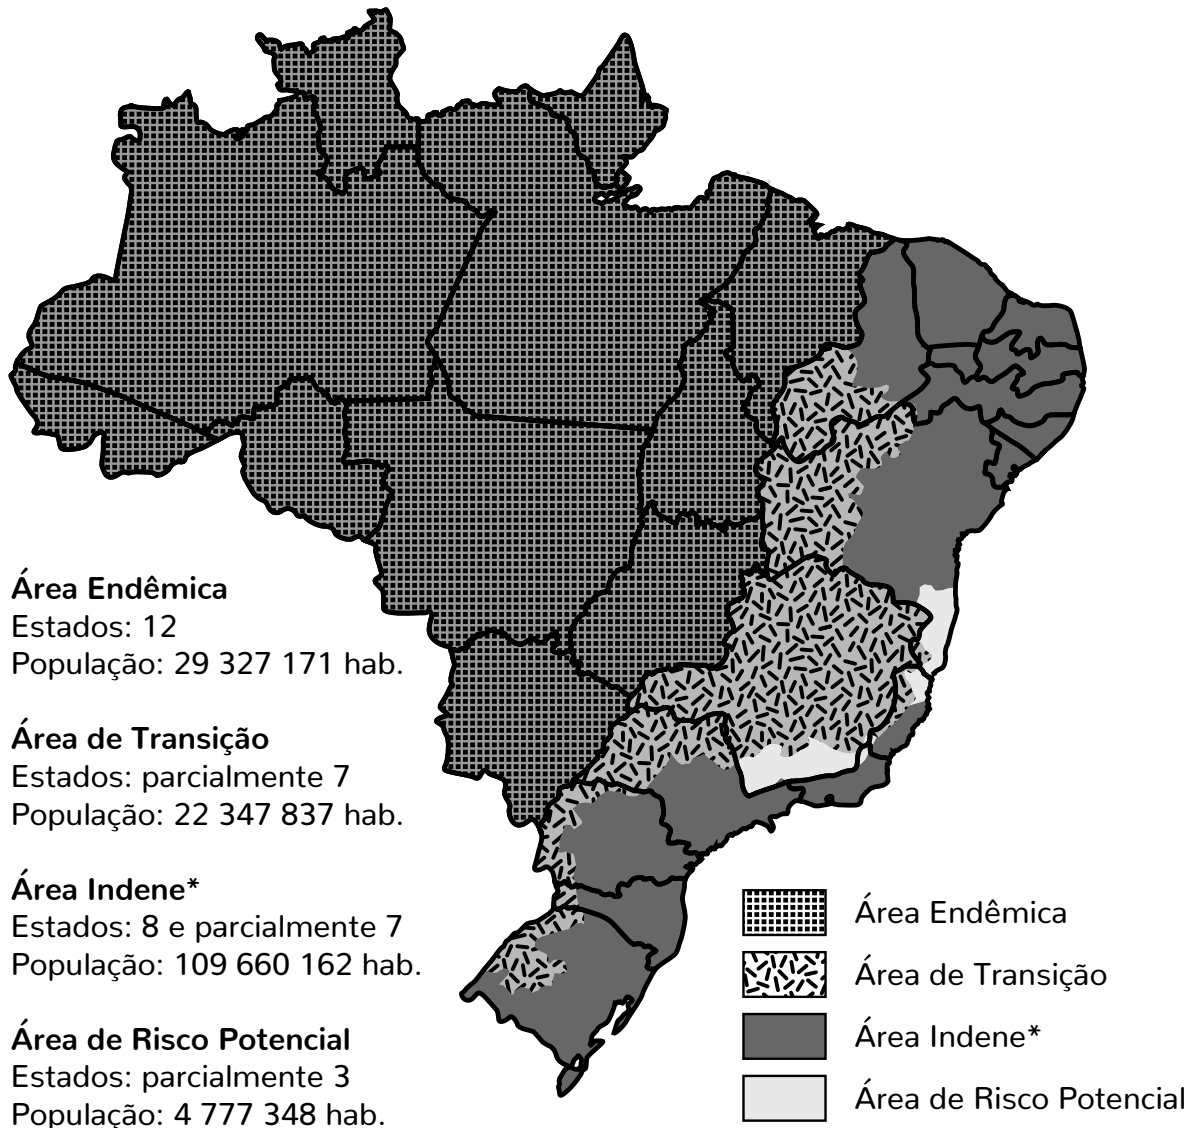 Área Endêmica
Estados: 12
População: 29 327 171 hab.
Área de Transição
Estados: parcialmente 7
População: 22 347 837 hab.
Área Indene*
Estados: 8 e parcialmente 7
População: 109 660 162 hab.
Área de Risco Potencial
Estados: parcialmente 3
População: 4 777 348 hab.
Área Endêmica
Área de Transição
Área Indene*
Área de Risco Potencial